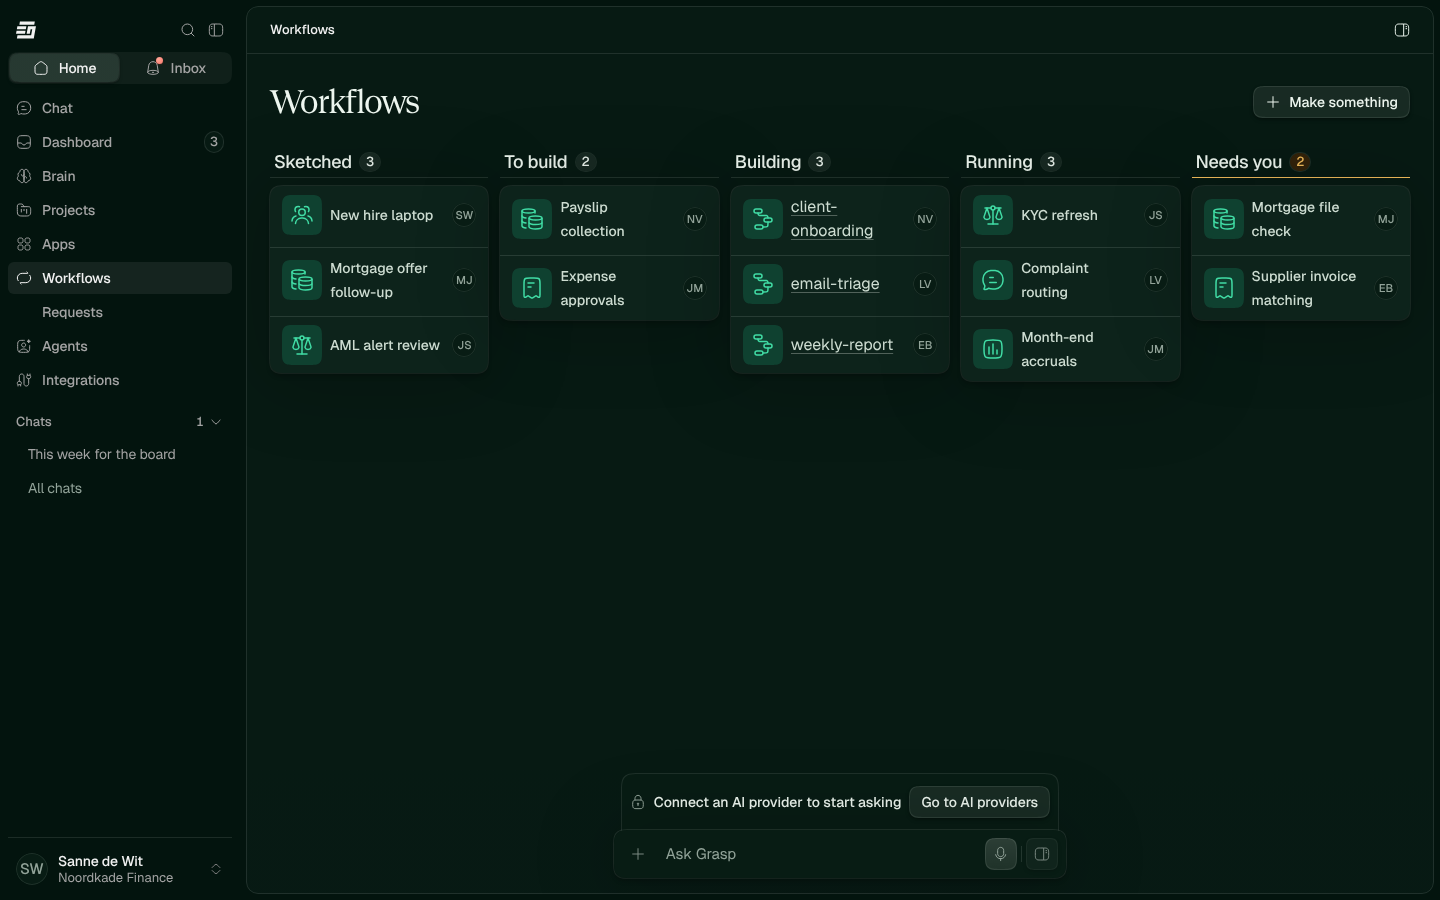 Workflows
Home
Inbox
Chat
Dashboard 3
Brain
Projects
Apps
Workflows
Requests
Agents
Integrations
Chats 1
This week for the board
All chats
SW
Sanne de Wit
Noordkade Finance
Workflows
Make something
Sketched 3
New hire laptop SW
Mortgage offer
follow-up
MJ
AML alert review JS
To build 2
Payslip
collection
NV
Expense
approvals
JM
Building 3
client-
onboarding
NV
email-triage LV
weekly-report EB
Running 3
KYC refresh JS
Complaint
routing
LV
Month-end
accruals
JM
Needs you 2
Mortgage file
check
MJ
Supplier invoice
matching
EB
Connect an AI provider to start asking
Go to AI providers
Ask Grasp